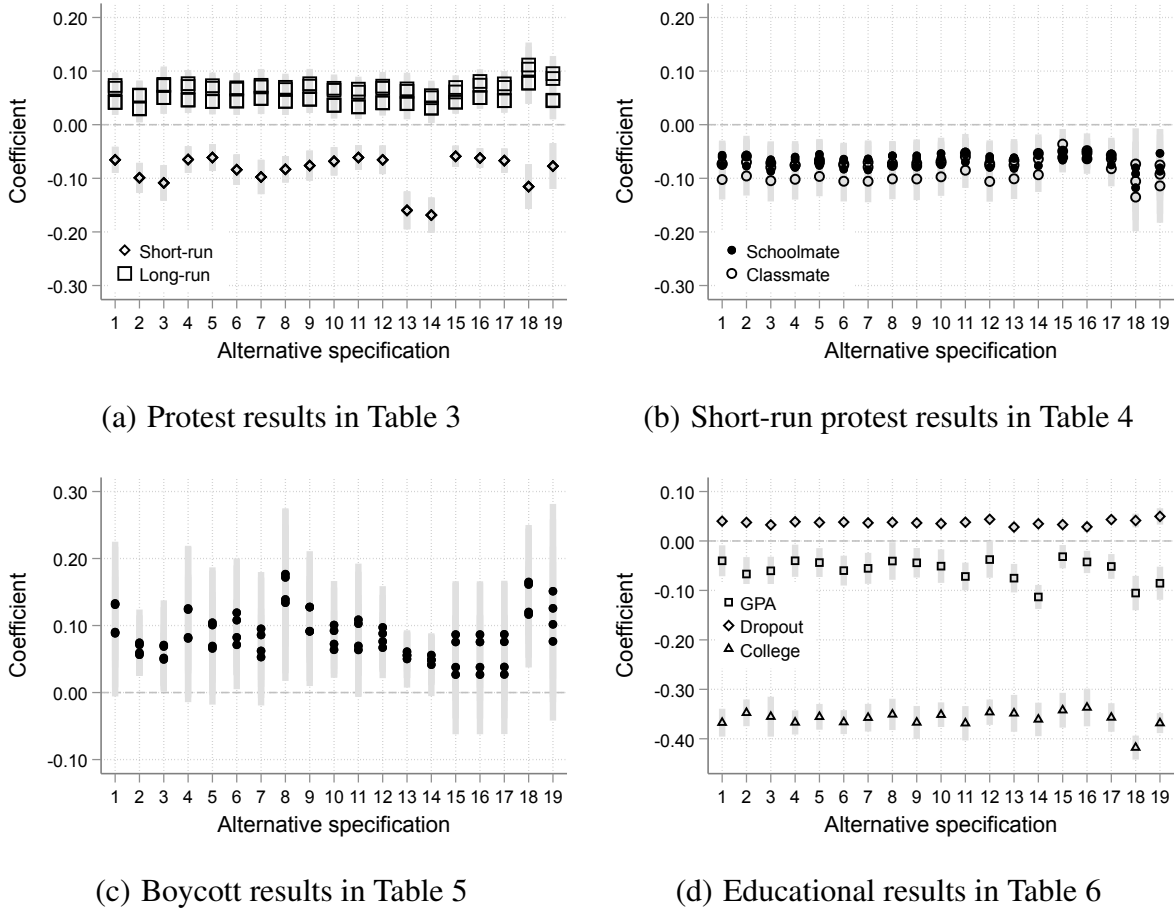 0.20
0.10
0.00
-0.10
-0.20
-0.30
Coefficient
Short-run
Long-run
1 2 3 4 5 6 7 8 9 10 11 12 13 14 15 16 17 18 19
Alternative specification
(a) Protest results in Table 3
0.20
0.10
0.00
-0.10
-0.20
-0.30
Coefficient
Schoolmate
Classmate
1 2 3 4 5 6 7 8 9 10 11 12 13 14 15 16 17 18 19
Alternative specification
(b) Short-run protest results in Table 4
0.30
0.20
0.10
0.00
-0.10
Coefficient
1 2 3 4 5 6 7 8 9 10 11 12 13 14 15 16 17 18 19
Alternative specification
(c) Boycott results in Table 5
0.10
0.00
-0.10
-0.20
-0.30
-0.40
Coefficient
GPA
Dropout
College
1 2 3 4 5 6 7 8 9 10 11 12 13 14 15 16 17 18 19
Alternative specification
(d) Educational results in Table 6